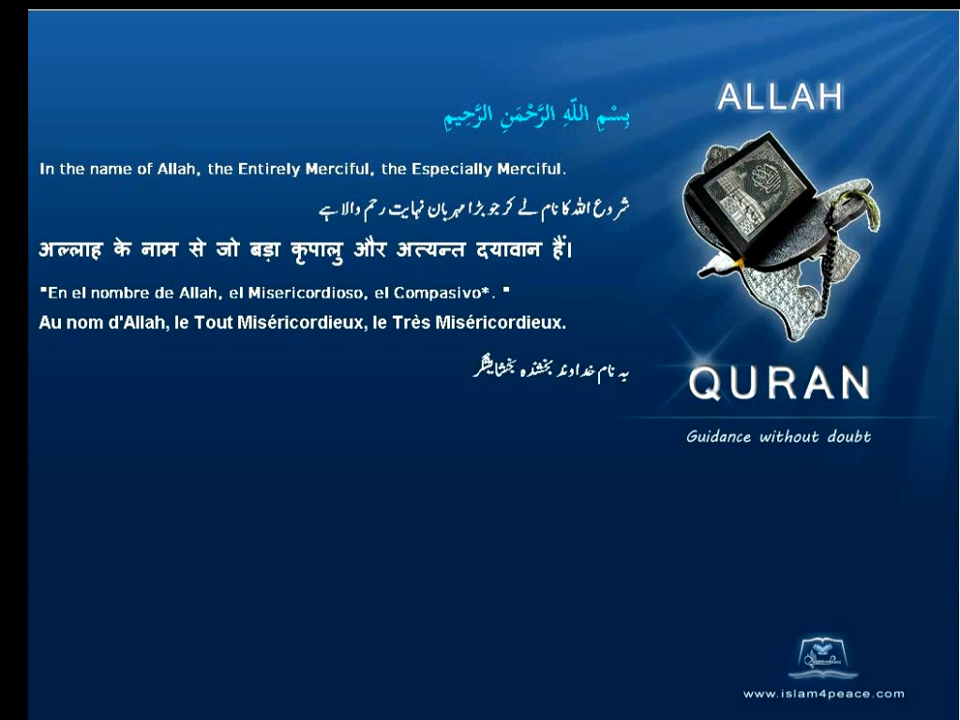 بِسْمِ اللّهِ الرَّحْمَنِ الرَّحِيمِ
In the name of Allah, the Entirely Merciful, the Especially Merciful.
شروع اللہ کا نام لے کر جو بڑا مہربان نہایت رحم والا ہے
अल्लाह के नाम से जो बड़ा कृपालु और अत्यन्त दयावान हैं।
"En el nombre de Allah, el Misericordioso, el Compasivo*. "
Au nom d'Allah, le Tout Miséricordieux, le Très Miséricordieux.
به نام خداوند بخشنده بخشایشگر
ALLAH
QURAN
Guidance without doubt
www.islam4peace.com